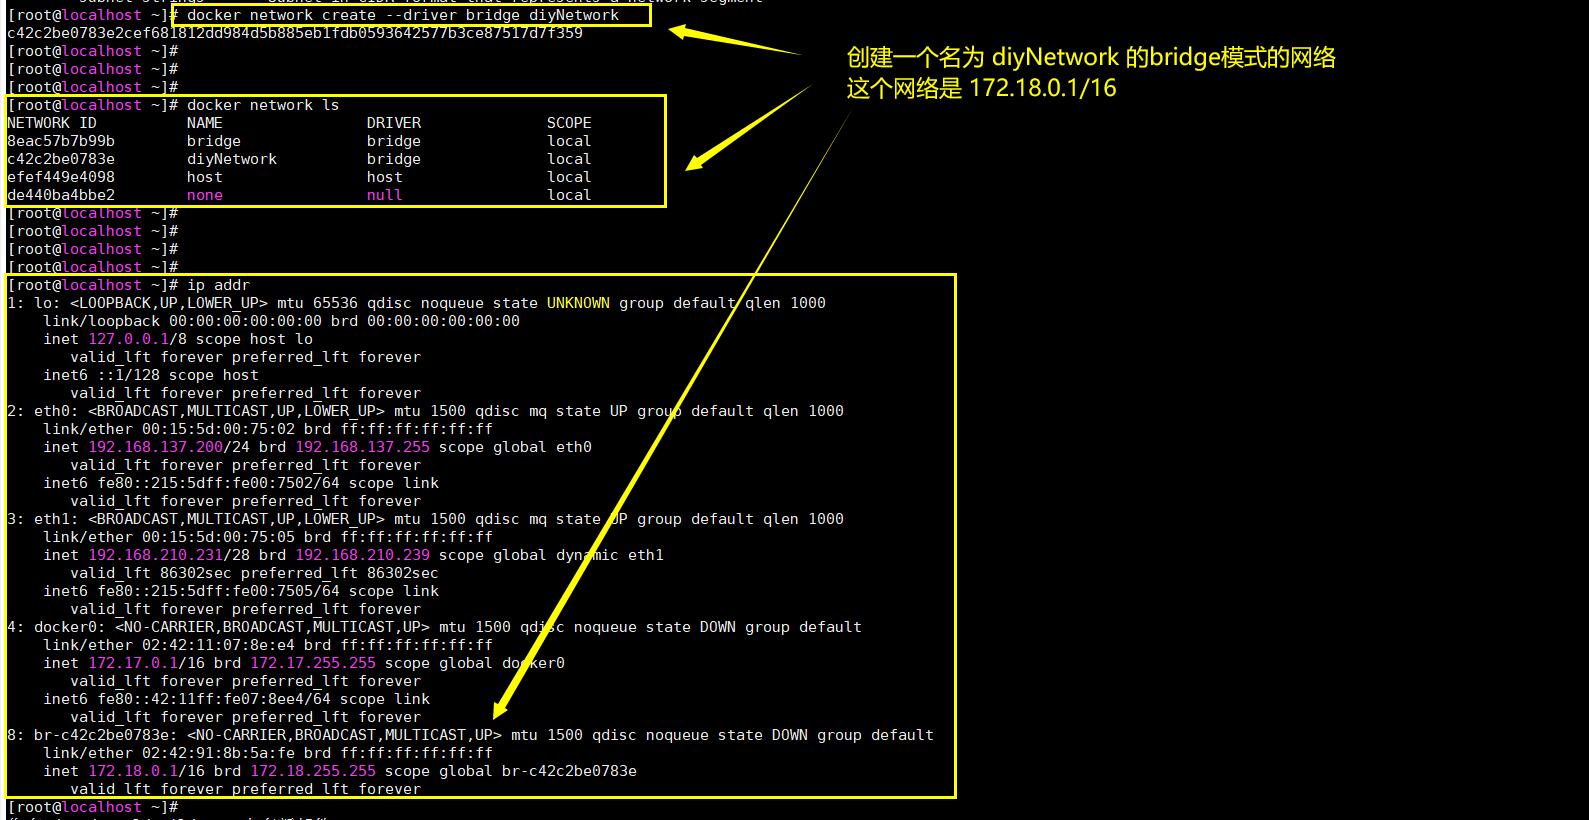 [root@localhost ~]# docker network create --driver bridge diyNetwork
c42c2be0783e2cef681812dd984d5b885eb1fdb0593642577b3ce87517d7f359
[root@localhost ~]#
[root@localhost ~]#
[root@localhost ~]#
创建一个名为 diyNetwork 的bridge模式的网络
这个网络是 172.18.0.1/16
[root@localhost ~]# docker network ls
NETWORK ID NAME DRIVER SCOPE
8eac57b7b99b bridge bridge local
c42c2be0783e diyNetwork bridge local
efef449e4098 host host local
de440ba4bbe2 none null local
[root@localhost ~]#
[root@localhost ~]#
[root@localhost ~]#
[root@localhost ~]#
[root@localhost ~]# ip addr
1: lo: <LOOPBACK,UP,LOWER_UP> mtu 65536 qdisc noqueue state UNKNOWN group default qlen 1000
link/loopback 00:00:00:00:00:00 brd 00:00:00:00:00:00
inet 127.0.0.1/8 scope host lo
valid_lft forever preferred_lft forever
inet6 ::1/128 scope host
valid_lft forever preferred_lft forever
2: eth0: <BROADCAST,MULTICAST,UP,LOWER_UP> mtu 1500 qdisc mq state UP group default qlen 1000
link/ether 00:15:5d:00:75:02 brd ff:ff:ff:ff:ff:ff
inet 192.168.137.200/24 brd 192.168.137.255 scope global eth0
valid_lft forever preferred_lft forever
inet6 fe80::215:5dff:fe00:7502/64 scope link
valid_lft forever preferred_lft forever
3: eth1: <BROADCAST,MULTICAST,UP,LOWER_UP> mtu 1500 qdisc mq state UP group default qlen 1000
link/ether 00:15:5d:00:75:05 brd ff:ff:ff:ff:ff:ff
inet 192.168.210.231/28 brd 192.168.210.239 scope global dynamic eth1
valid_lft 86302sec preferred_lft 86302sec
inet6 fe80::215:5dff:fe00:7505/64 scope link
valid_lft forever preferred_lft forever
4: docker0: <NO-CARRIER,BROADCAST,MULTICAST,UP> mtu 1500 qdisc noqueue state DOWN group default
link/ether 02:42:11:07:8e:e4 brd ff:ff:ff:ff:ff:ff
inet 172.17.0.1/16 brd 172.17.255.255 scope global docker0
valid_lft forever preferred_lft forever
inet6 fe80::42:11ff:fe07:8ee4/64 scope link
valid_lft forever preferred_lft forever
8: br-c42c2be0783e: <NO-CARRIER,BROADCAST,MULTICAST,UP> mtu 1500 qdisc noqueue state DOWN group default
link/ether 02:42:91:8b:5a:fe brd ff:ff:ff:ff:ff:ff
inet 172.18.0.1/16 brd 172.18.255.255 scope global br-c42c2be0783e
valid_lft forever preferred_lft forever
[root@localhost ~]#